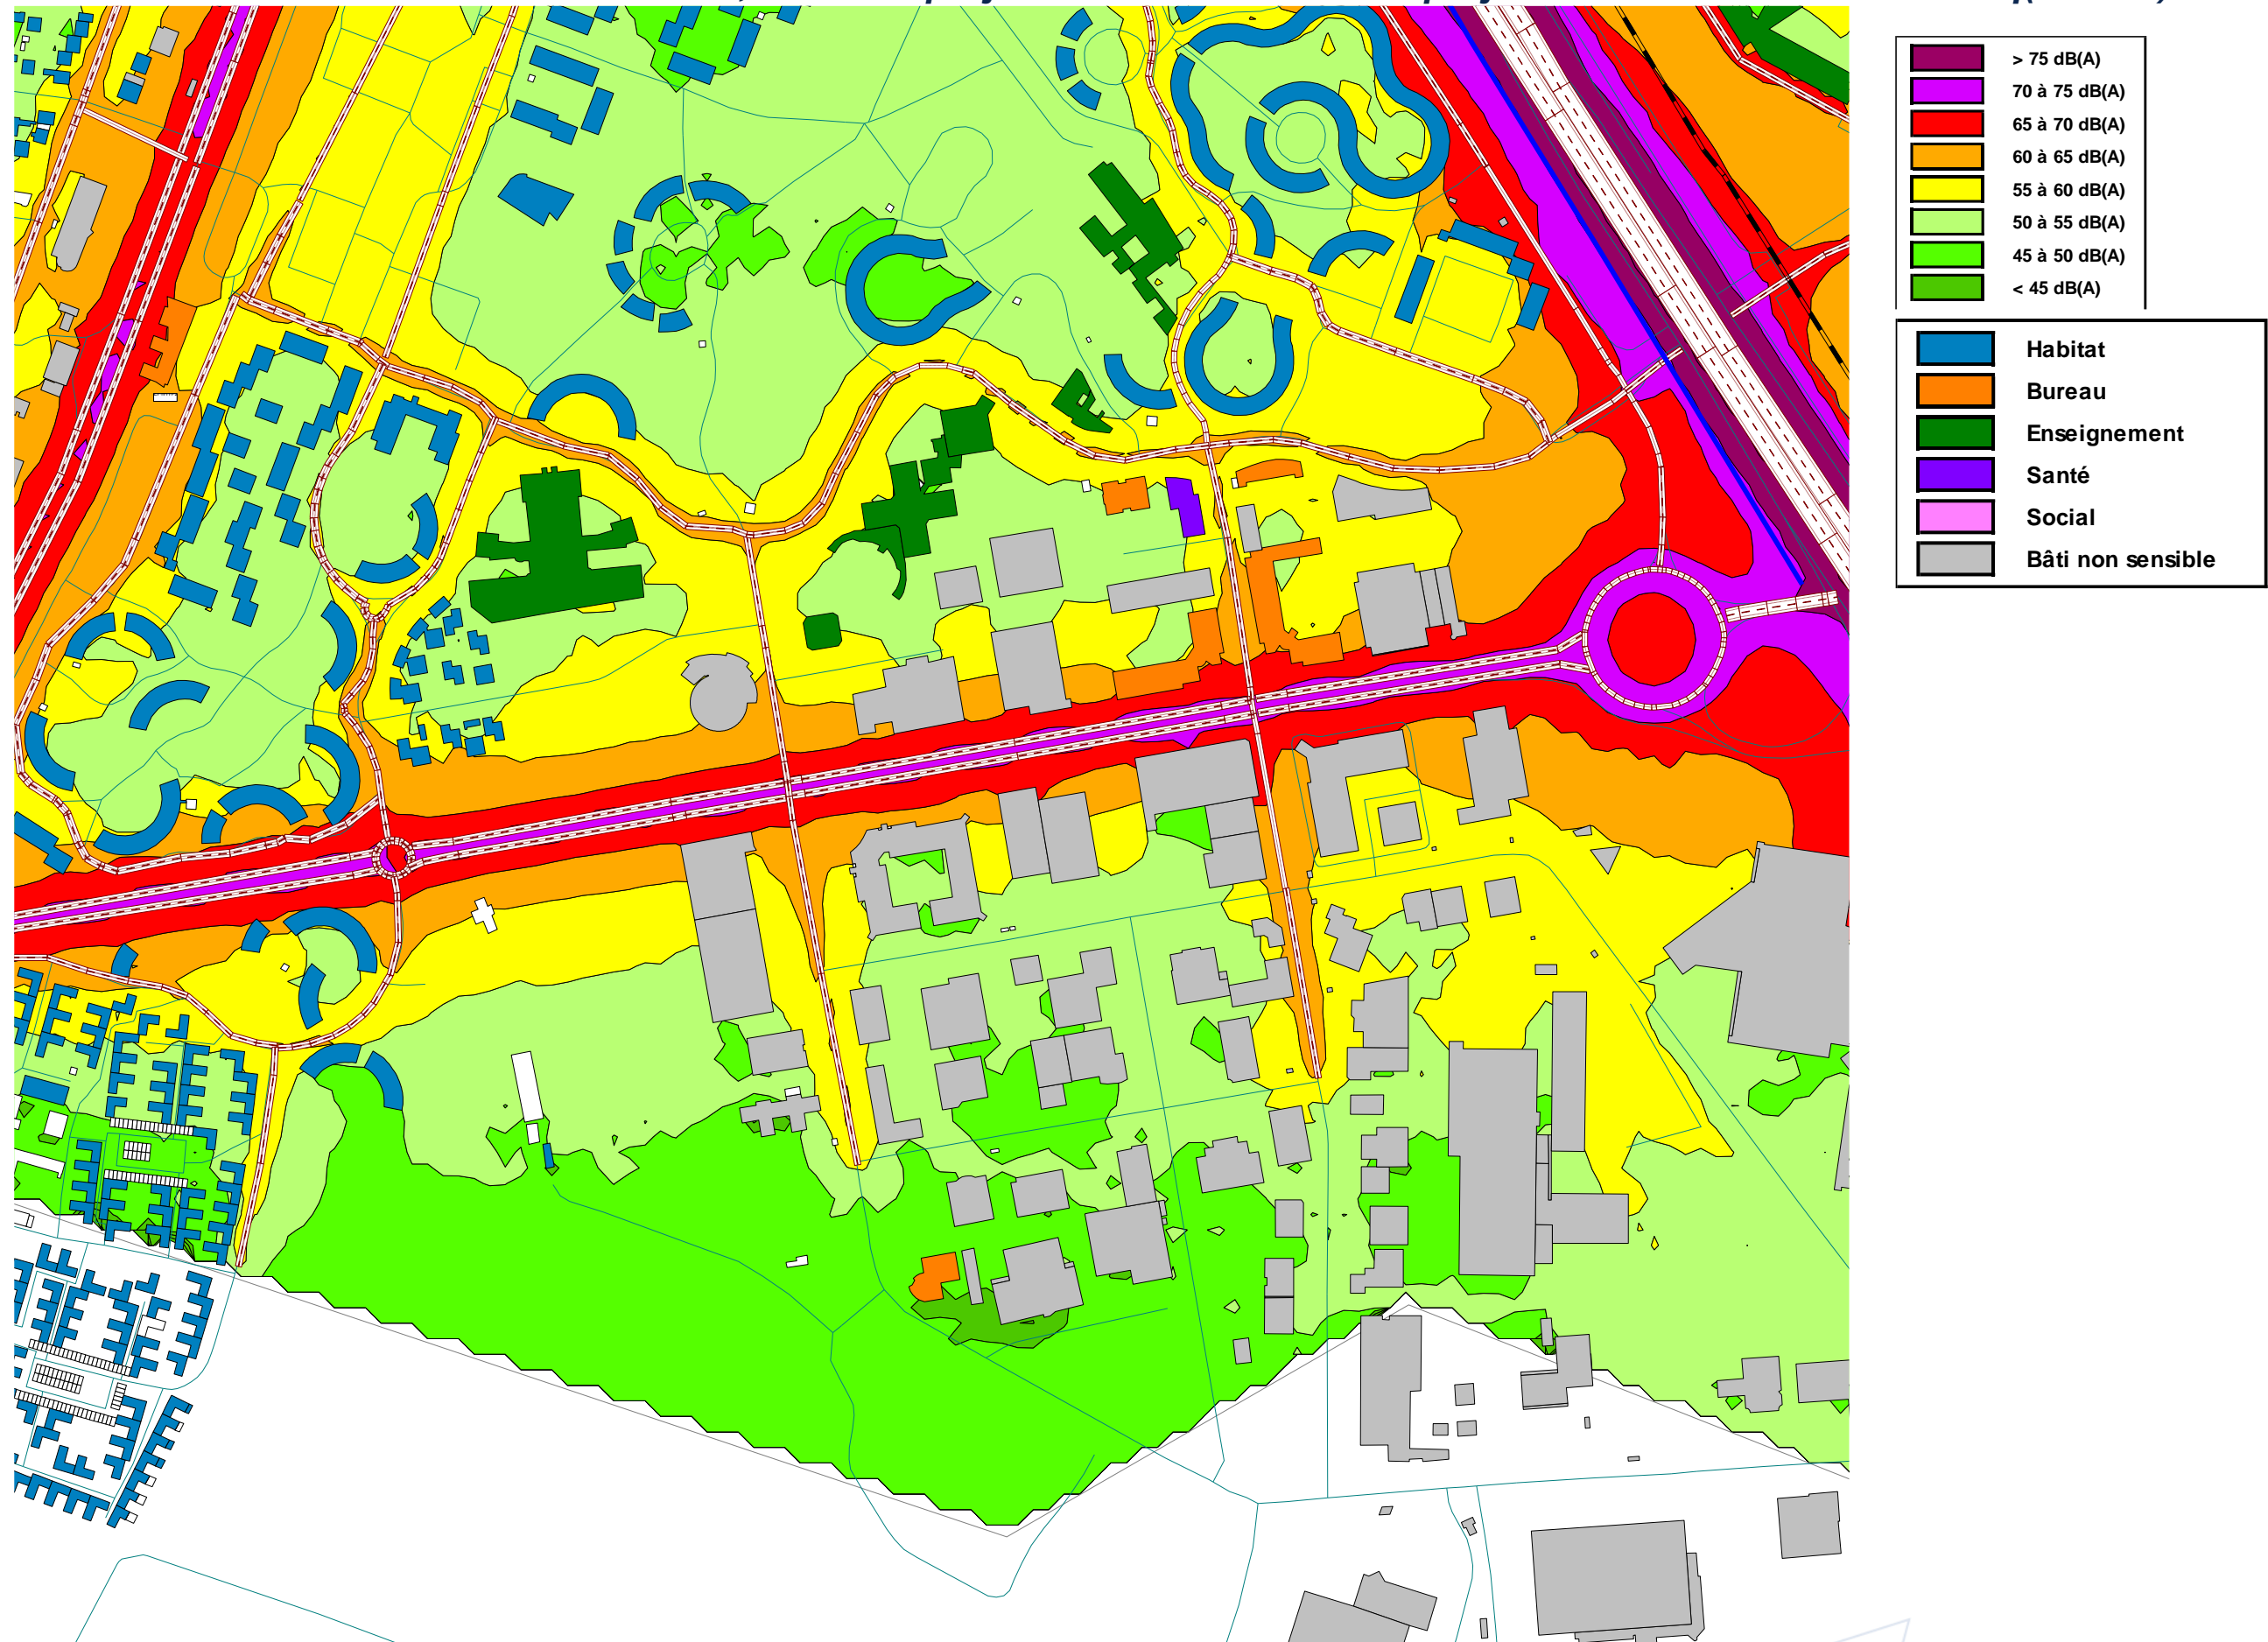 > 75 dB(A)
70 à 75 dB(A)
65 à 70 dB(A)
60 à 65 dB(A)
55 à 60 dB(A)
50 à 55 dB(A)
45 à 50 dB(A)
< 45 dB(A)
Habitat
Bureau
Enseignement
Santé
Social
Bâti non sensible